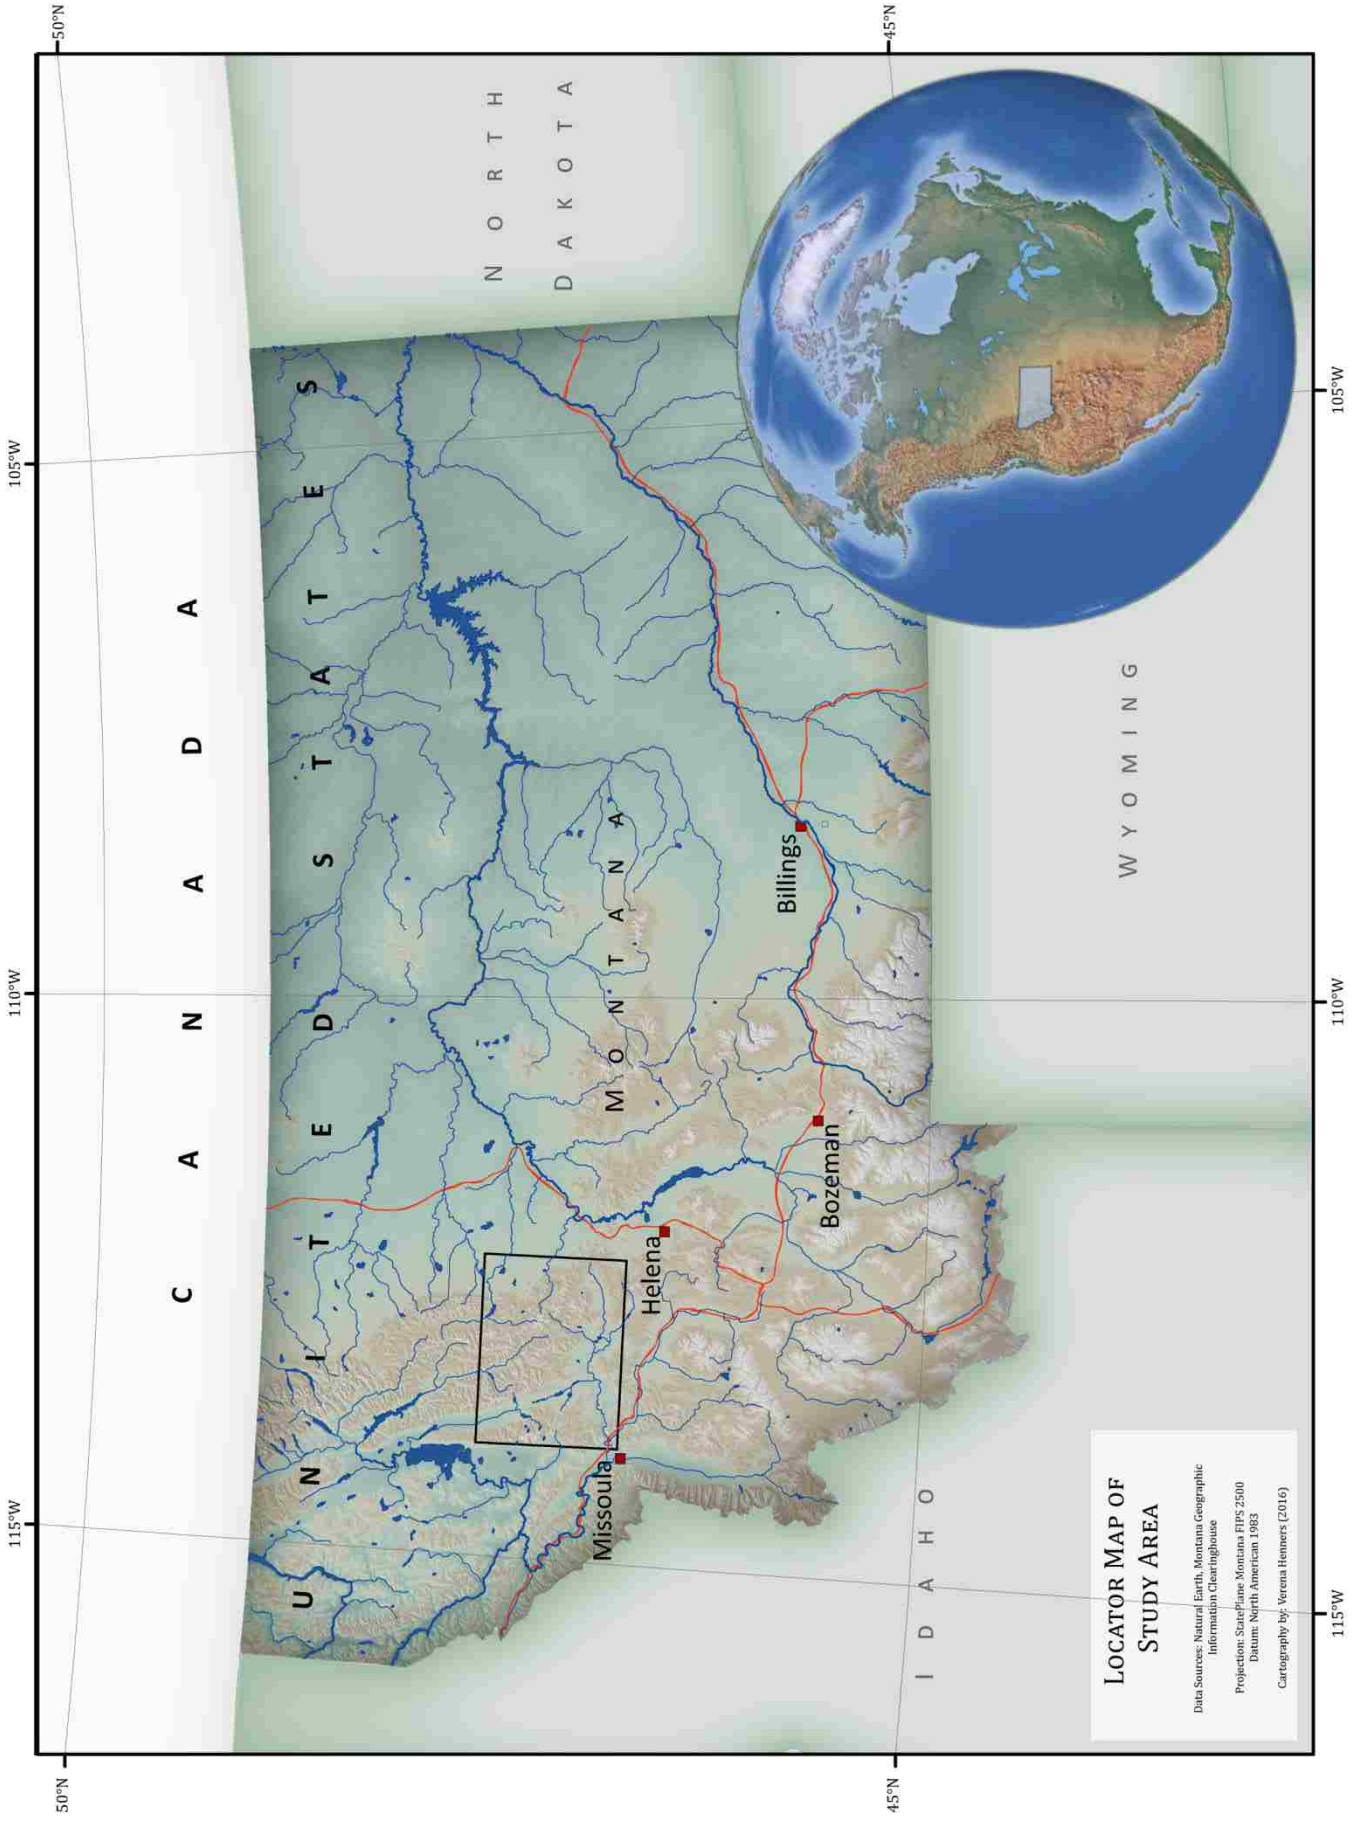 115°W
110°W
105°W
50°N
50°N
C A N A D A
U N I T E D S T A T E S
N O R T H
D A K O T A
M O N T A N A
Missoula
Helena
Billings
Bozeman
45°N
45°N
I D A H O
W Y O M I N G
LOCATOR MAP OF
STUDY AREA
Data Sources: Natural Earth, Montana Geographic
Information Clearinghouse
Projection: StatePlane Montana FIPS 2500
Datum: North American 1983
Cartography by: Verena Henners (2016)
115°W
110°W
105°W